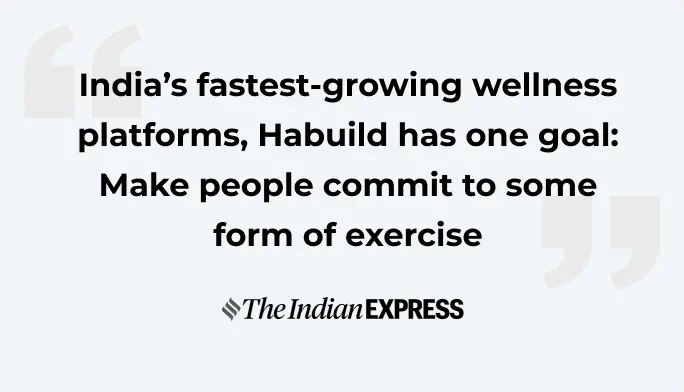 India's fastest-growing wellness
platforms, Habuild has one goal:
Make people commit to some
form of exercise
The Indian EXPRESS